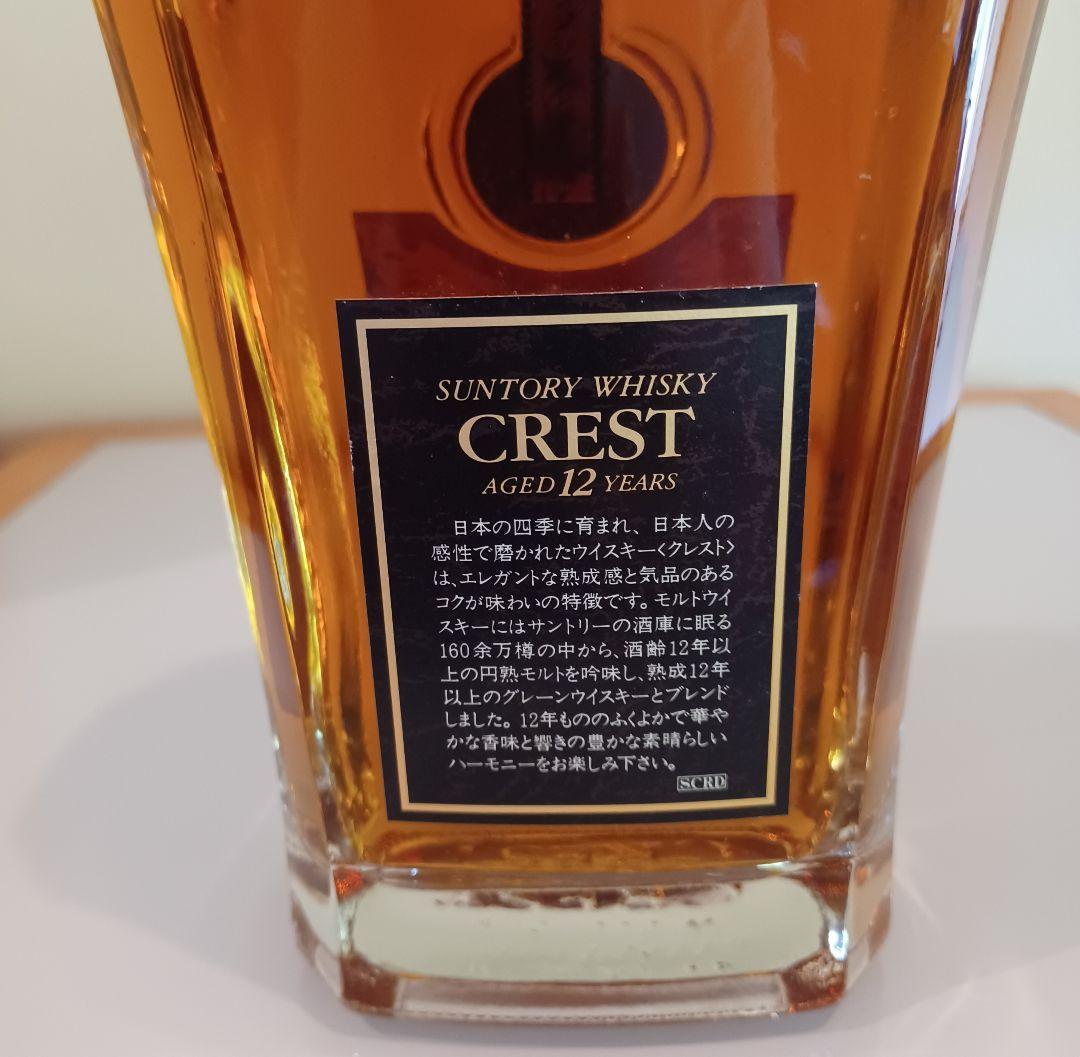 SUNTORY WHISKY
CREST
AGED 12 YEARS
日本の四季に育まれ、日本人の
感性で磨かれたウイスキー〈クレスト〉
は、エレガントな熟成感と気品のある
コクが味わいの特徴です。モルトウイ
スキーにはサントリーの酒庫に眠る
160余万樽の中から、酒齢12年以
上の円熟モルトを吟味し、熟成12年
以上のグレーンウイスキーとブレンド
しました。12年もののふくよかで華や
かな香味と響きの豊かな素晴らしい
ハーモニーをお楽しみ下さい。
SCRD